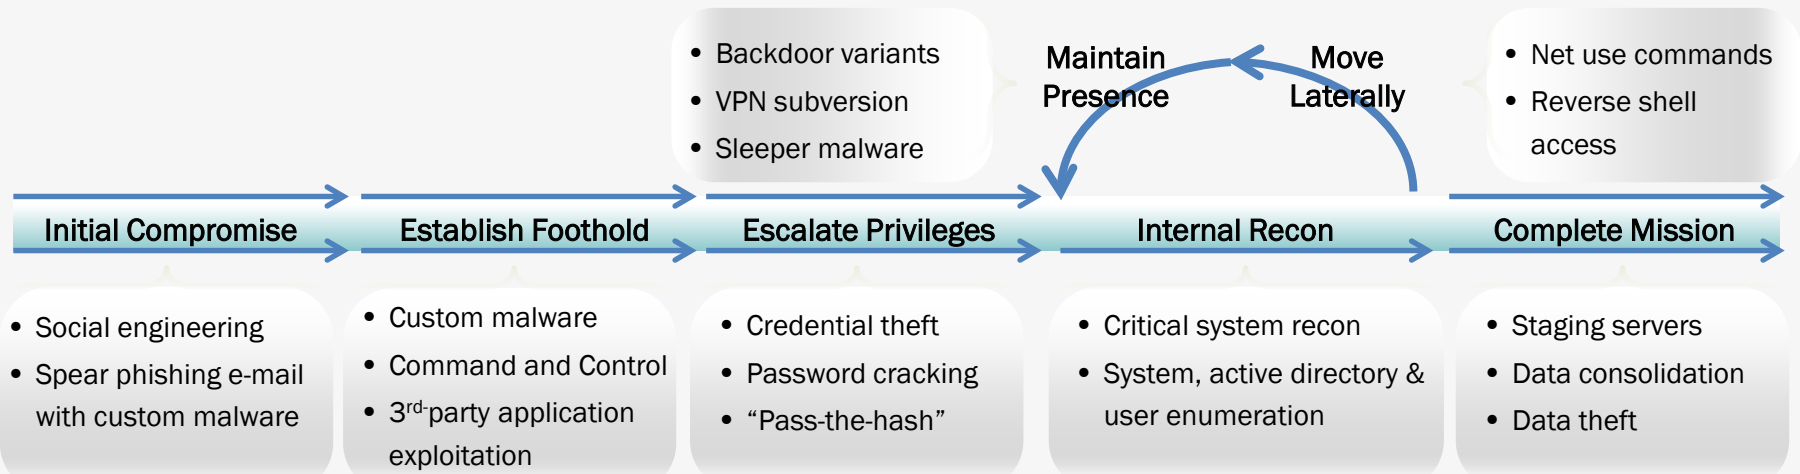 • Backdoor variants
• VPN subversion
• Sleeper malware
Maintain
Presence
Move
Laterally
• Net use commands
• Reverse shell
access
Initial Compromise
Establish Foothold
Escalate Privileges
Internal Recon
Complete Mission
• Social engineering
• Spear phishing e-mail
with custom malware
• Custom malware
• Command and Control
• 3rd-party application
exploitation
• Credential theft
• Password cracking
• “Pass-the-hash”
• Critical system recon
• System, active directory &
user enumeration
• Staging servers
• Data consolidation
• Data theft